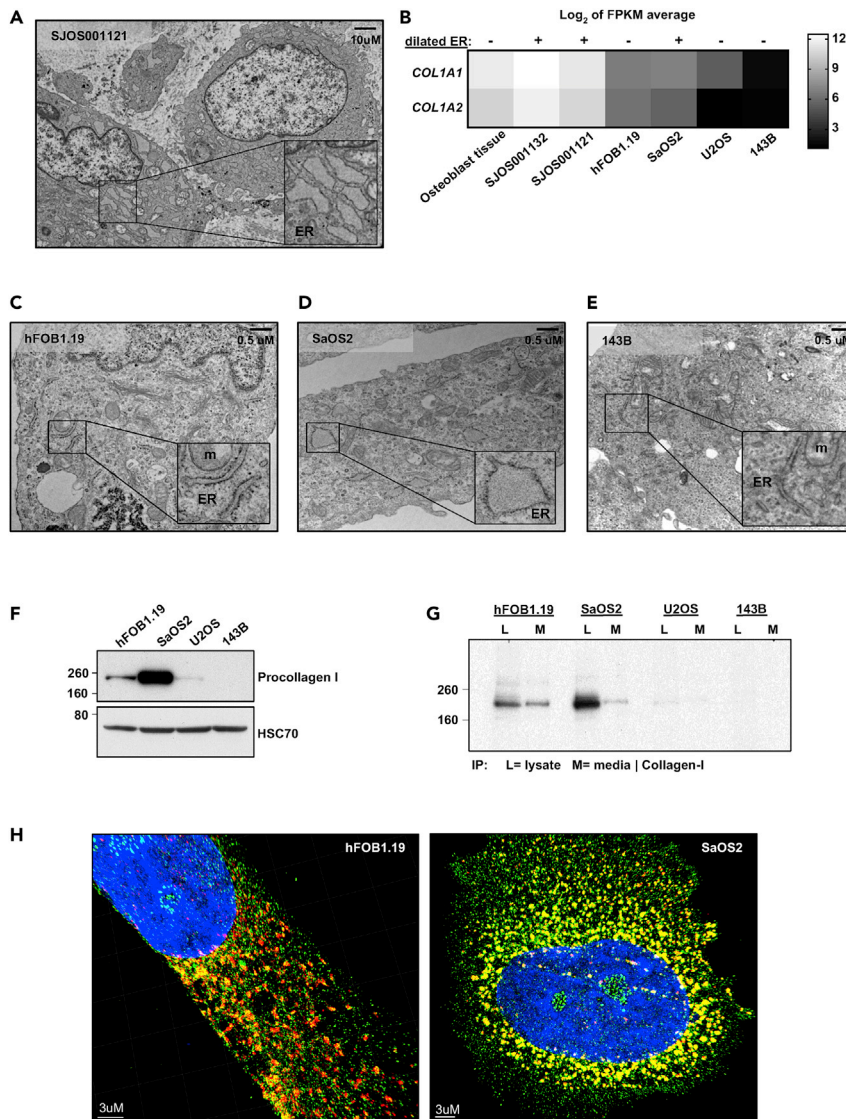 A
SJOS001121
10uM
ER
B
Log2 of FPKM average
dilated ER: - + + - + - -
COL1A1
COL1A2
Osteoblast tissue
SJOS001132
SJOS001121
hFOB1.19
SaOS2
U2OS
143B
12
9
6
3
C
hFOB1.19
0.5 uM
m
ER
D
SaOS2
0.5 uM
ER
E
143B
0.5 uM
m
ER
F
hFOB1.19
SaOS2
U2OS
143B
260
160
Procollagen I
80
HSC70
G
hFOB1.19 SaOS2 U2OS 143B
L M L M L M L M
260
160
IP: L= lysate M= media | Collagen-I
H
hFOB1.19
3uM
SaOS2
3uM